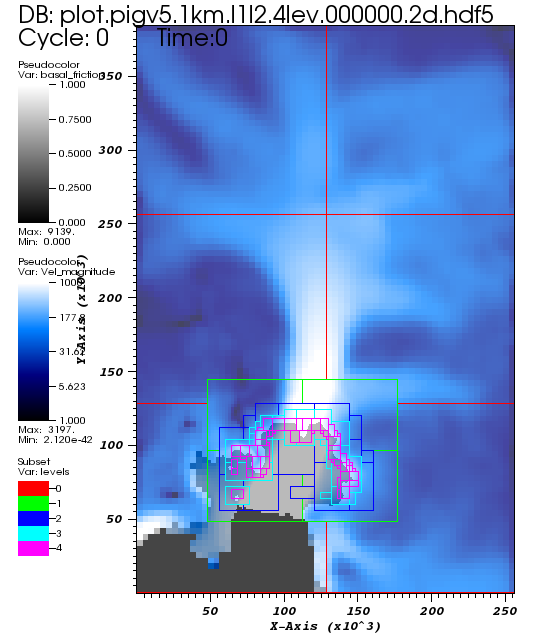 DB: plot.pigv5.1km.l1l2.4lev.000000.2d.hdf5
Cycle: 0 Time:0
Pseudocolor
Var: basal_friction
1.000
0.7500
0.5000
0.2500
0.000
Max: 9139.
Min: 0.000
Pseudocolor
Var: Vel_magnitude
1000
177.8
31.62
5.623
1.000
Max: 3197.
Min: 2.120e-42
Subset
Var: levels
0
1
2
3
4
Y-Axis (x10^3)
350
300
250
200
150
100
50
50 100 150 200 250
X-Axis (x10^3)